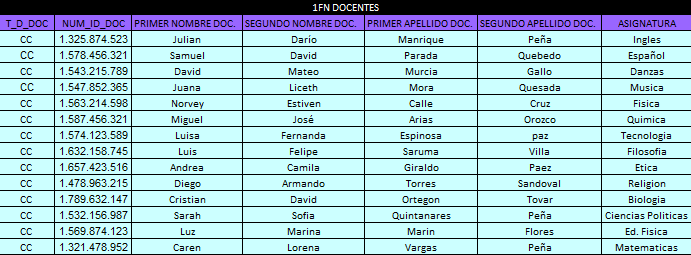 1FN DOCENTES
T_D_DOC NUM_ID_DOC PRIMER NOMBRE DOC. SEGUNDO NOMBRE DOC. PRIMER APELLIDO DOC. SEGUNDO APELLIDO DOC. ASIGNATURA
CC 1.325.874.523 Julian Darío Manrique Peña Ingles
CC 1.578.456.321 Samuel David Parada Quebedo Español
CC 1.543.215.789 David Mateo Murcia Gallo Danzas
CC 1.547.852.365 Juana Liceth Mora Quesada Musica
CC 1.563.214.598 Norvey Estiven Calle Cruz Fisica
CC 1.587.456.321 Miguel José Arias Orozco Quimica
CC 1.574.123.589 Luisa Fernanda Espinosa paz Tecnologia
CC 1.632.158.745 Luis Felipe Saruma Villa Filosofia
CC 1.657.423.516 Andrea Camila Giraldo Paez Etica
CC 1.478.963.215 Diego Armando Torres Sandoval Religion
CC 1.789.632.147 Cristian David Ortegon Tovar Biologia
CC 1.532.156.987 Sarah Sofia Quintanares Peña Ciencias Politicas
CC 1.569.874.123 Luz Marina Marin Flores Ed. Fisica
CC 1.321.478.952 Caren Lorena Vargas Peña Matematicas